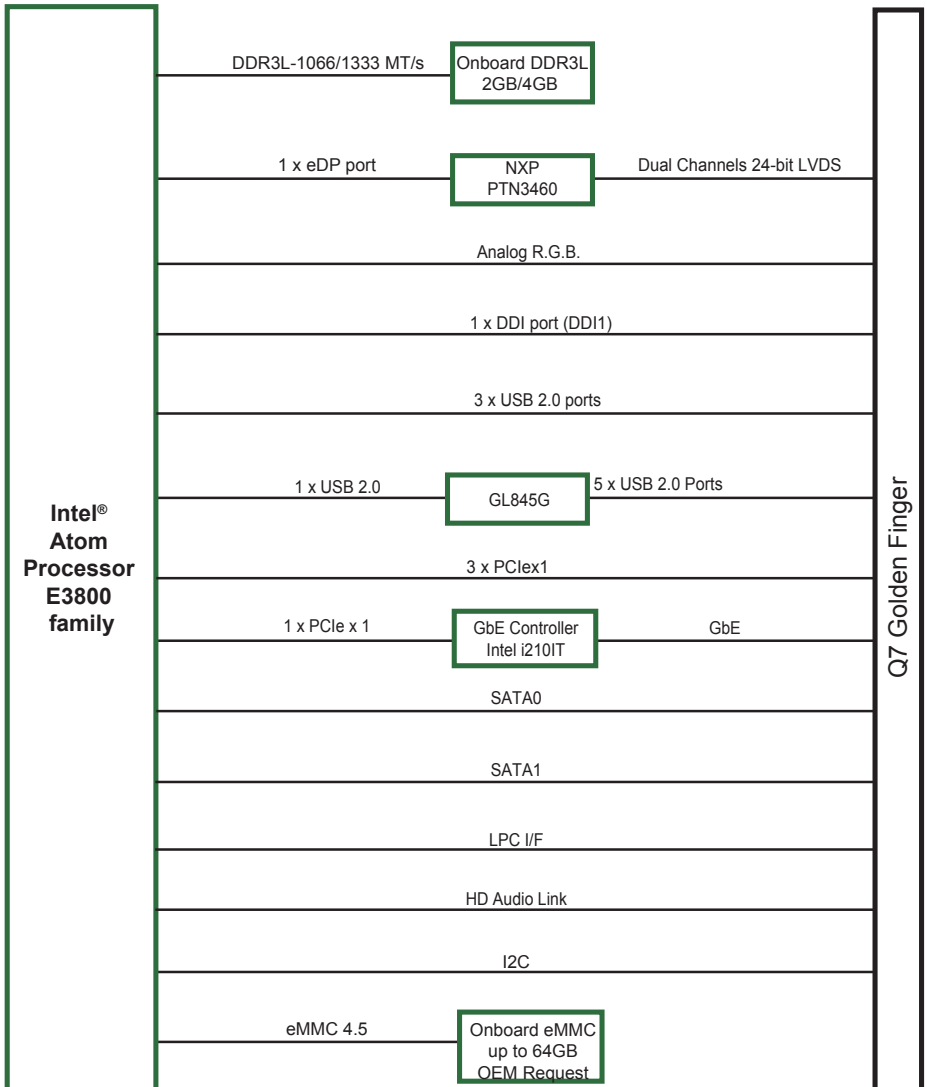 DDR3L-1066/1333 MT/s
Onboard DDR3L
2GB/4GB
1 x eDP port
NXP
PTN3460
Dual Channels 24-bit LVDS
Analog R.G.B.
1 x DDI port (DDI1)
3 x USB 2.0 ports
1 x USB 2.0
GL845G
5 x USB 2.0 Ports
Intel®
Atom
Processor
E3800
family
3 x PCIex1
1 x PCIe x 1
GbE Controller
Intel i210IT
GbE
Q7 Golden Finger
SATA0
SATA1
LPC I/F
HD Audio Link
I2C
eMMC 4.5
Onboard eMMC
up to 64GB
OEM Request